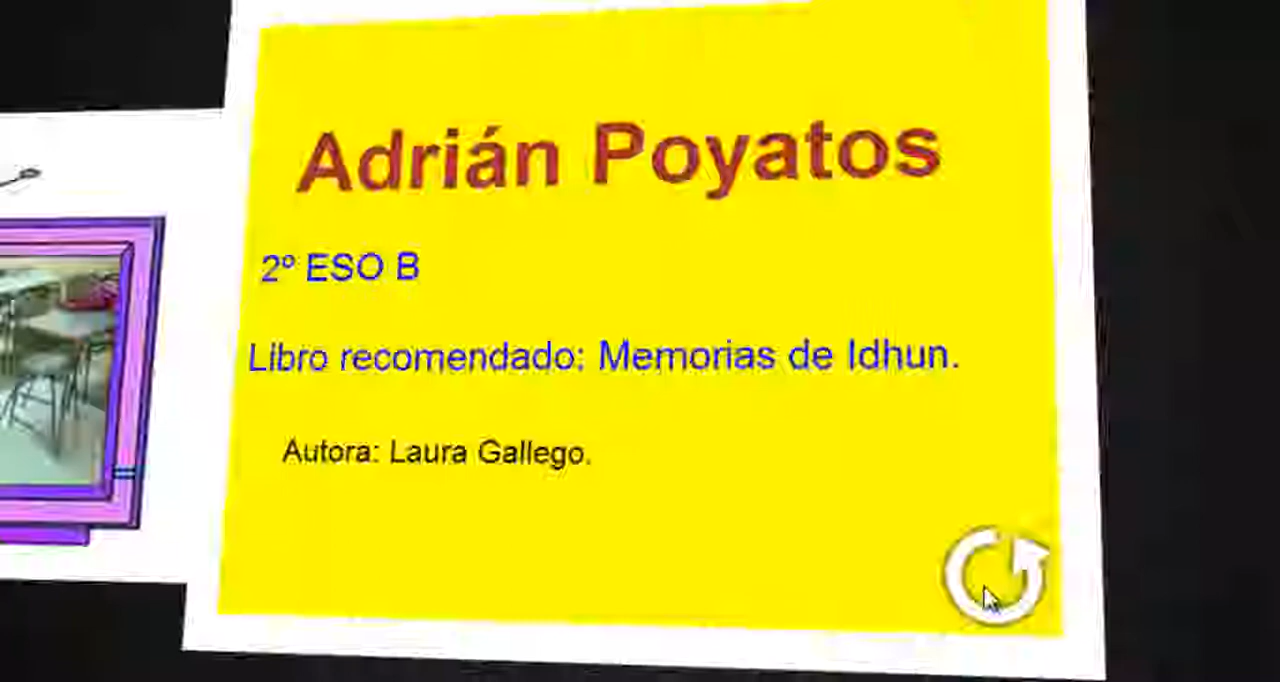 Adrián Poyatos
2º ESO B
Libro recomendado: Memorias de Idhun.
Autora: Laura Gallego.